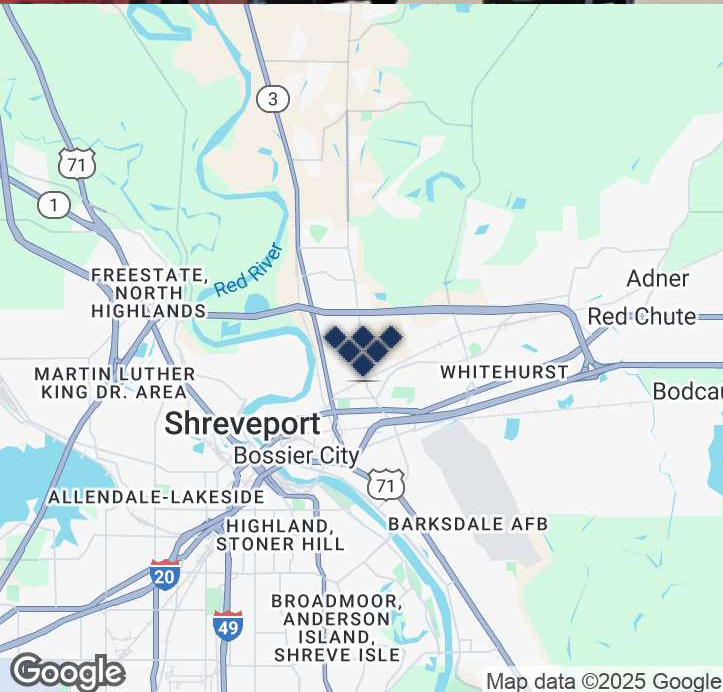 3
71
1
Red River
FREESTATE,
NORTH
HIGHLANDS
Adner
Red Chute
MARTIN LUTHER
KING DR. AREA
WHITEHURST
Bodcau
Shreveport
Bossier City
71
ALLENDALE-LAKESIDE
HIGHLAND,
STONER HILL
BARKSDALE AFB
20
BROADMOOR,
ANDERSON
ISLAND,
SHREVE ISLE
49
Google
Map data ©2025 Google